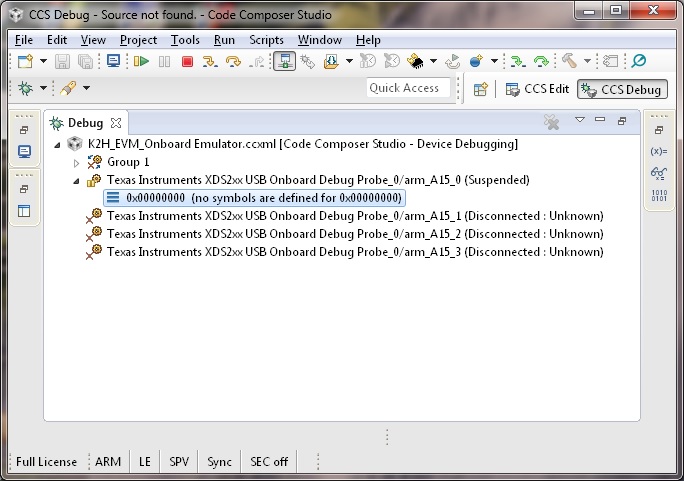 CCS Debug - Source not found. - Code Composer Studio
File Edit View Project Tools Run Scripts Window Help
Quick Access CCS Edit CCS Debug
Debug
K2H_EVM_Onboard Emulator.ccxml [Code Composer Studio - Device Debugging]
Group 1
Texas Instruments XDS2xx USB Onboard Debug Probe_0/arm_A15_0 (Suspended)
0x00000000 (no symbols are defined for 0x00000000)
Texas Instruments XDS2xx USB Onboard Debug Probe_0/arm_A15_1 (Disconnected : Unknown)
Texas Instruments XDS2xx USB Onboard Debug Probe_0/arm_A15_2 (Disconnected : Unknown)
Texas Instruments XDS2xx USB Onboard Debug Probe_0/arm_A15_3 (Disconnected : Unknown)
(x)=
1010
0101
Full License ARM LE SPV Sync SEC off